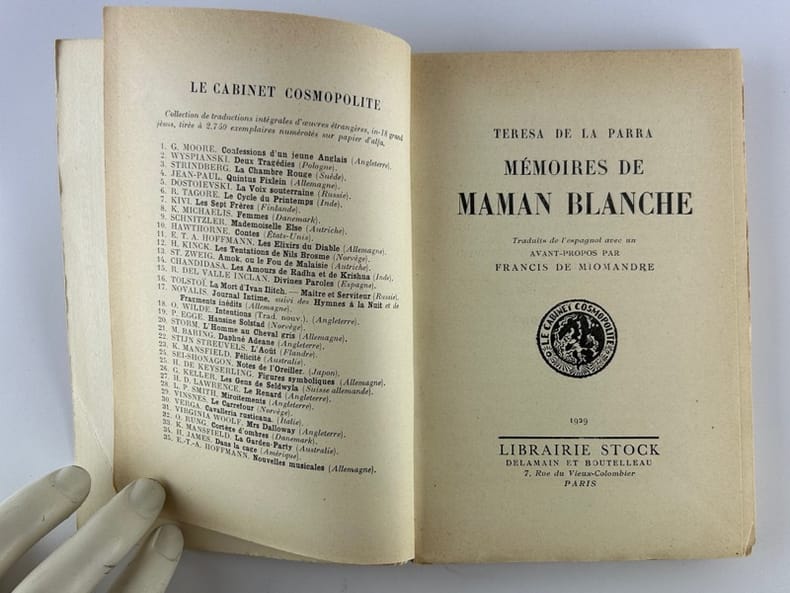 LE CABINET COSMOPOLITE
Collection de traductions intégrales d'œuvres étrangères, in-18 grand
jésus, tirée à 2.750 exemplaires numérotés sur papier d'alfa.
1. G. MOORE. Confessions d'un jeune Anglais (Angleterre).
2. WYSPIANSKI. Deux Tragédies (Pologne).
3. STRINDBERG. La Chambre Rouge (Suède).
4. JEAN-PAUL. Quintus Fixlein (Allemagne).
5. DOSTOIEVSKI. La Voix souterraine (Russie).
6. R. TAGORE. Le Cycle du Printemps (Inde).
7. KIVI. Les Sept Frères (Finlande).
8. K. MICHAELIS. Femmes (Danemark).
9. SCHNITZLER. Mademoiselle Else (Autriche).
10. HAWTHORNE. Contes (États-Unis).
11. E. T. A. HOFFMANN. Les Elixirs du Diable (Allemagne).
12. H. KINCK. Les Tentations de Nils Brosme (Norvège).
13. ST. ZWEIG. Amok, ou le Fou de Malaisie (Autriche).
14. CHANDIDASA. Les Amours de Radha et de Krishna (Inde).
15. R. DEL VALLE INCLAN. Divines Paroles (Espagne).
16. TOLSTOÏ. La Mort d'Ivan Ilitch. — Maître et Serviteur (Russie).
17. NOVALIS. Journal Intime, suivi des Hymnes à la Nuit et de
Fragments inédits (Allemagne).
18. O. WILDE. Intentions (Trad. nouv.). (Angleterre).
19. P. EGGE. Hansine Solstad (Norvège).
20. STORM. L'Homme au Cheval gris (Allemagne).
21. M. BARING. Daphné Adeane (Angleterre).
22. STIJN STREUVELS. L'Août (Flandre).
23. K. MANSFIELD. Félicité (Australie).
24. SEI-SHONAGON. Notes de l'Oreiller. (Japon).
25. H. DE KEYSERLING. Figures symboliques (Allemagne).
26. G. KELLER. Les Gens de Seldwyla (Suisse allemande).
27. H. D. LAWRENCE. Le Renard (Angleterre).
28. L. P. SMITH. Miroitements (Angleterre).
29. VINSNES. Le Carrefour (Norvège).
30. VERGA. Cavalleria rusticana. (Italie).
31. VIRGINIA WOOLF. Mrs Dalloway (Angleterre).
32. O. RUNG. Cortège d'ombres (Danemark).
33. K. MANSFIELD. La Garden-Party (Australie).
34. H. JAMES. Dans la cage (Amérique).
35. E.-T.-A. HOFFMANN. Nouvelles musicales (Allemagne).
TERESA DE LA PARRA
MÉMOIRES DE
MAMAN BLANCHE
Traduits de l'espagnol avec un
AVANT-PROPOS PAR
FRANCIS DE MIOMANDRE
LE CABINET COSMOPOLITE
1929
LIBRAIRIE STOCK
DELAMAIN ET BOUTELLEAU
7, Rue du Vieux-Colombier
PARIS